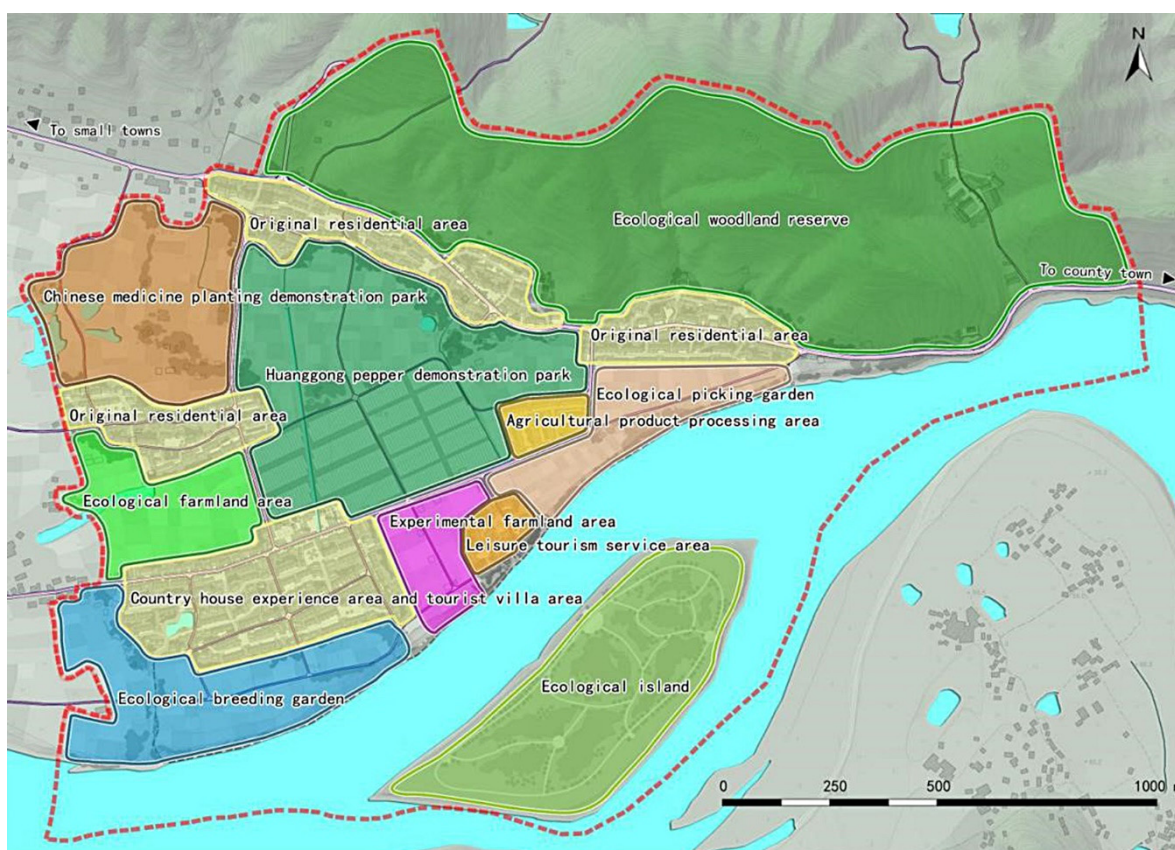 N
To small towns
Original residential area
Ecological woodland reserve
To county town
Chinese medicine planting demonstration park
Original residential area
Huanggong pepper demonstration park
Ecological picking garden
Original residential area
Agricultural product processing area
Ecological farmland area
Experimental farmland area
Leisure tourism service area
Country house experience area and tourist villa area
Ecological island
Ecological breeding garden
0 250 500 1000